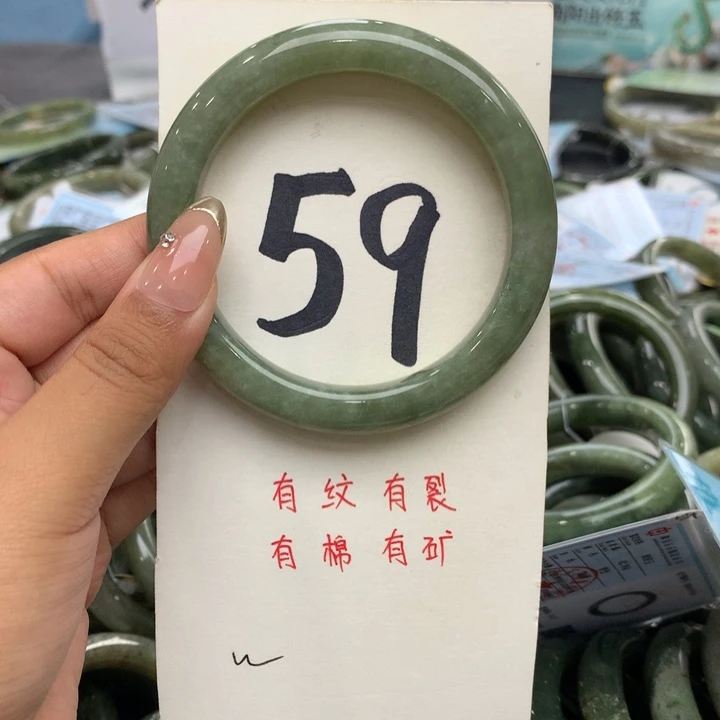 59
有 纹 有 裂
有 棉 有 矿